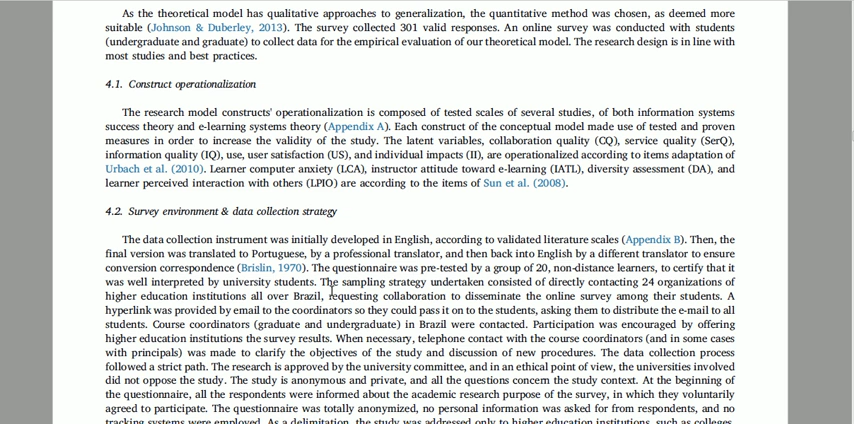 As the theoretical model has qualitative approaches to generalization, the quantitative method was chosen, as deemed more
suitable (Johnson & Duberley, 2013). The survey collected 301 valid responses. An online survey was conducted with students
(undergraduate and graduate) to collect data for the empirical evaluation of our theoretical model. The research design is in line with
most studies and best practices.
4.1. Construct operationalization
The research model constructs' operationalization is composed of tested scales of several studies, of both information systems
success theory and e-learning systems theory (Appendix A). Each construct of the conceptual model made use of tested and proven
measures in order to increase the validity of the study. The latent variables, collaboration quality (CQ), service quality (SerQ),
information quality (IQ), use, user satisfaction (US), and individual impacts (II), are operationalized according to items adaptation of
Urbach et al. (2010). Learner computer anxiety (LCA), instructor attitude toward e-learning (IATL), diversity assessment (DA), and
learner perceived interaction with others (LPIO) are according to the items of Sun et al. (2008).
4.2. Survey environment & data collection strategy
The data collection instrument was initially developed in English, according to validated literature scales (Appendix B). Then, the
final version was translated to Portuguese, by a professional translator, and then back into English by a different translator to ensure
conversion correspondence (Brislin, 1970). The questionnaire was pre-tested by a group of 20, non-distance learners, to certify that it
was well interpreted by university students. The sampling strategy undertaken consisted of directly contacting 24 organizations of
higher education institutions all over Brazil, requesting collaboration to disseminate the online survey among their students. A
hyperlink was provided by email to the coordinators so they could pass it on to the students, asking them to distribute the e-mail to all
students. Course coordinators (graduate and undergraduate) in Brazil were contacted. Participation was encouraged by offering
higher education institutions the survey results. When necessary, telephone contact with the course coordinators (and in some cases
with principals) was made to clarify the objectives of the study and discussion of new procedures. The data collection process
followed a strict path. The research is approved by the university committee, and in an ethical point of view, the universities involved
did not oppose the study. The study is anonymous and private, and all the questions concern the study context. At the beginning of
the questionnaire, all the respondents were informed about the academic research purpose of the survey, in which they voluntarily
agreed to participate. The questionnaire was totally anonymized, no personal information was asked for from respondents, and no
tracking systems were employed. As a delimitation, the study was addressed only to higher education institutions, such as colleges,